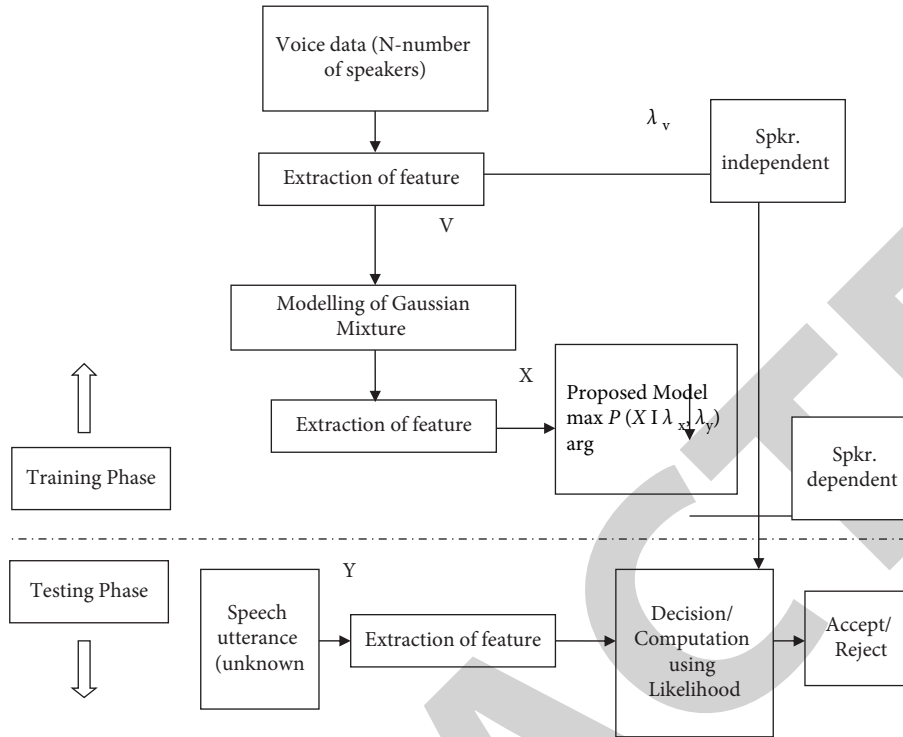 Voice data (N-number
of speakers)
λ v
Spkr.
independent
Extraction of feature
V
Modelling of Gaussian
Mixture
X
Proposed Model
max P (X I λ x, λ y)
arg
Extraction of feature
Spkr.
dependent
Training Phase
Testing Phase
Y
Speech
utterance
(unknown
Extraction of feature
Decision/
Computation
using
Likelihood
Accept/
Reject